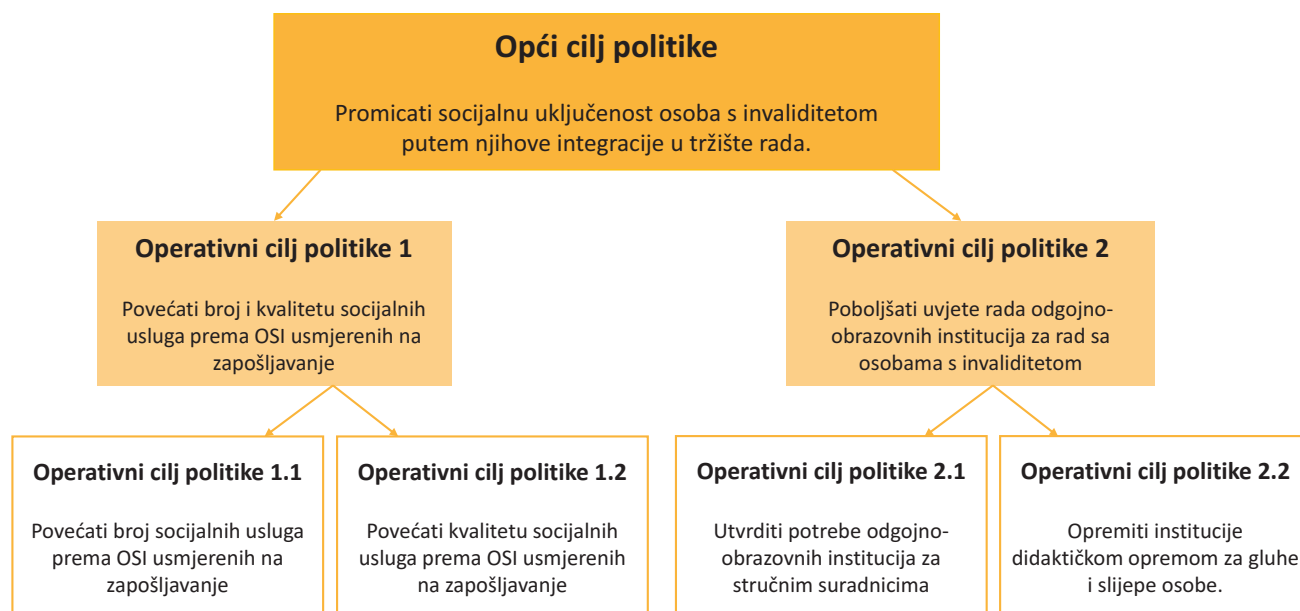 Opći cilj politike
Promicati socijalnu uključenost osoba s invaliditetom
putem njihove integracije u tržište rada.
Operativni cilj politike 1
Povećati broj i kvalitetu socijalnih
usluga prema OSI usmjerenih na
zapošljavanje
Operativni cilj politike 2
Poboljšati uvjete rada odgojno-
obrazovnih institucija za rad sa
osobama s invaliditetom
Operativni cilj politike 1.1
Povećati broj socijalnih usluga
prema OSI usmjerenih na
zapošljavanje
Operativni cilj politike 1.2
Povećati kvalitetu socijalnih
usluga prema OSI usmjerenih
na zapošljavanje
Operativni cilj politike 2.1
Utvrditi potrebe odgojno-
obrazovnih institucija za
stručnim suradnicima
Operativni cilj politike 2.2
Opremiti institucije
didaktičkom opremom za gluhe
i slijepe osobe.